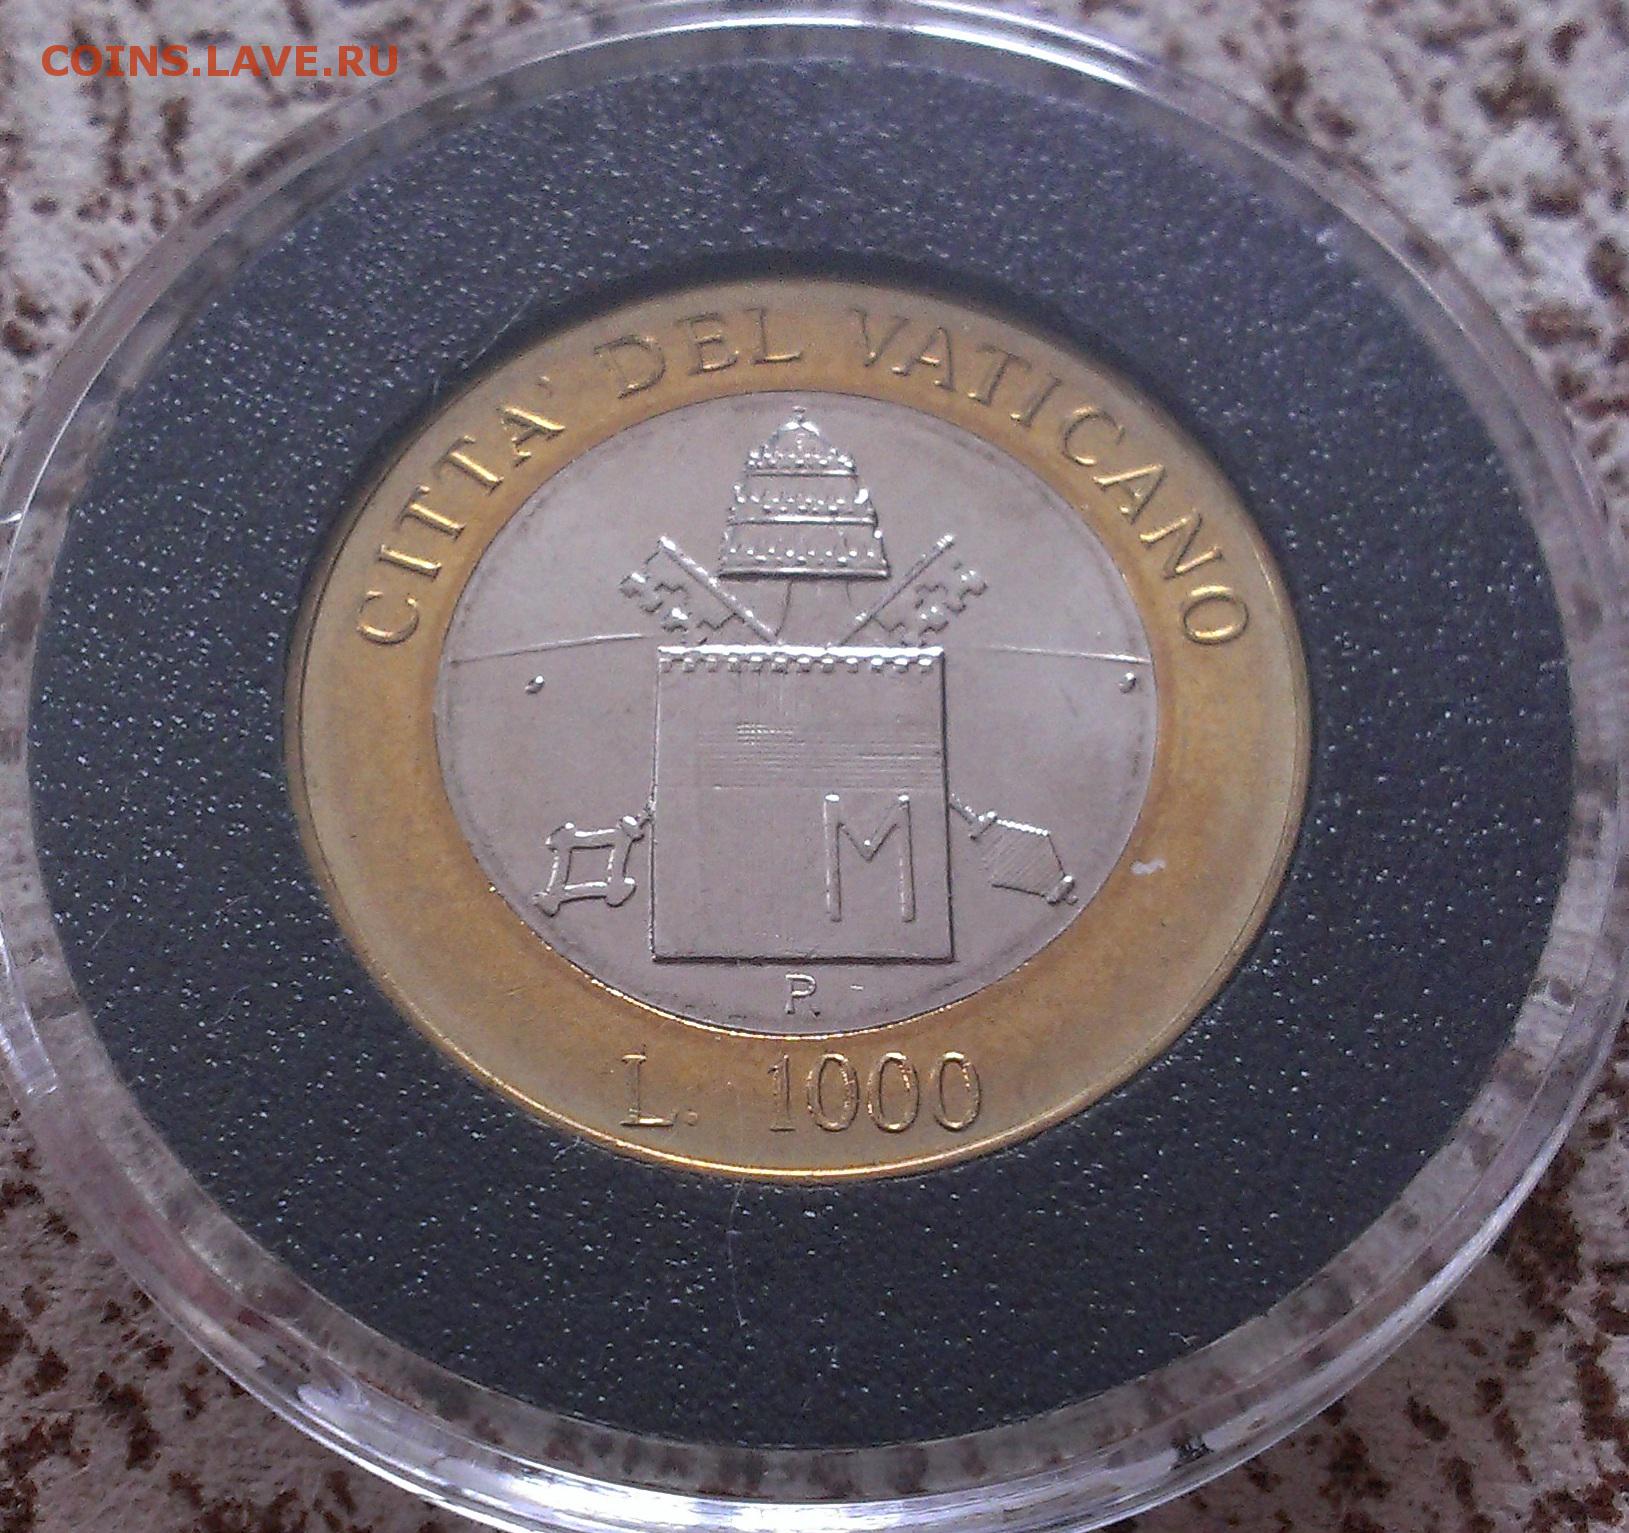 COINS.LAVE.RU
CITTA' DEL VATICANO
M
R
L. 1000